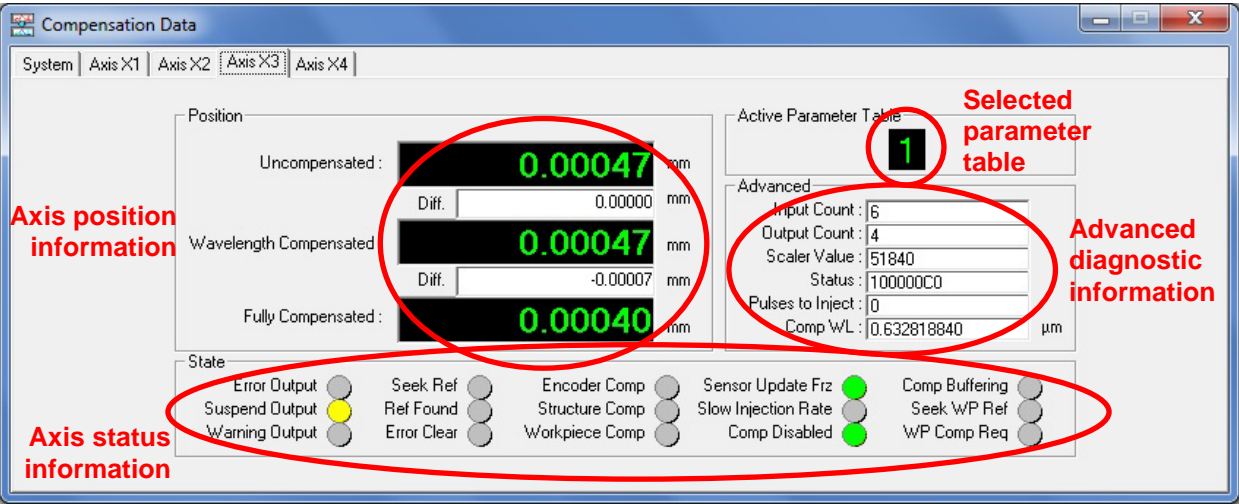 Compensation Data
System Axis X1 Axis X2 Axis X3 Axis X4
Position
Uncompensated : 0.00047 mm
Diff. 0.00000 mm
Wavelength Compensated 0.00047 mm
Diff. -0.00007 mm
Fully Compensated : 0.00040 mm
Axis position
information
Active Parameter Table
1
Selected
parameter
table
Advanced
Input Count : 6
Output Count : 4
Scaler Value : 51840
Status : 100000C0
Pulses to Inject : 0
Comp WL : 0.632818840 µm
Advanced
diagnostic
information
State
Error Output Seek Ref Encoder Comp Sensor Update Frz Comp Buffering
Suspend Output Ref Found Structure Comp Slow Injection Rate Seek WP Ref
Warning Output Error Clear Workpiece Comp Comp Disabled WP Comp Req
Axis status
information